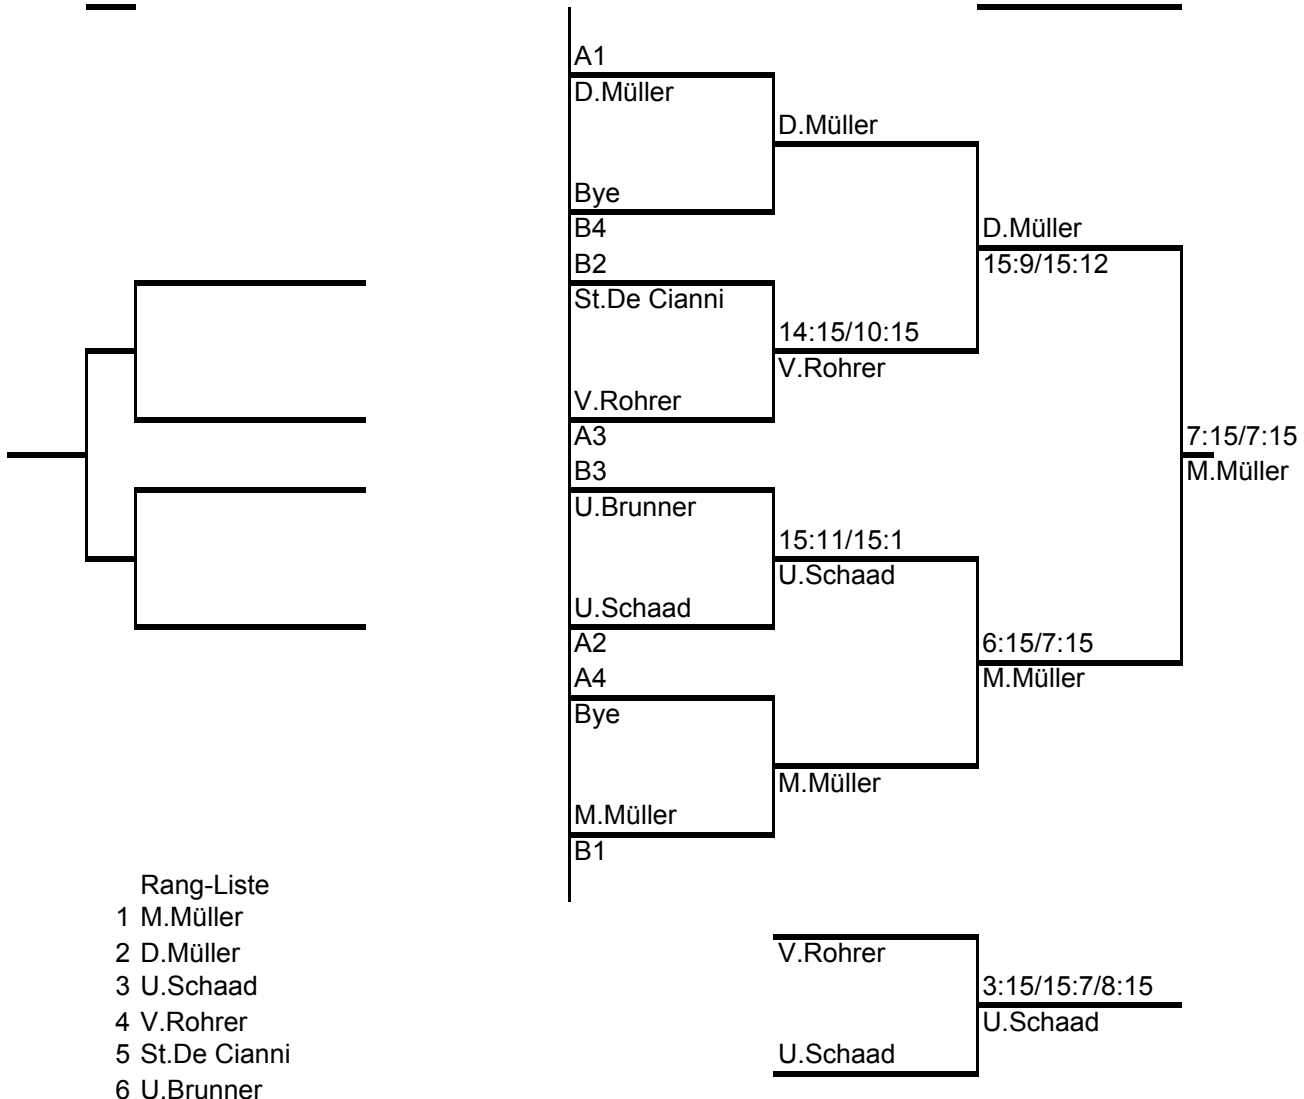 A1
D.Müller
D.Müller
Bye
B4
D.Müller
B2
15:9/15:12
St.De Cianni
14:15/10:15
V.Rohrer
V.Rohrer
A3
7:15/7:15
B3
M.Müller
U.Brunner
15:11/15:1
U.Schaad
U.Schaad
A2
6:15/7:15
A4
M.Müller
Bye
M.Müller
M.Müller
B1
Rang-Liste
1 M.Müller
2 D.Müller
3 U.Schaad
4 V.Rohrer
5 St.De Cianni
6 U.Brunner
V.Rohrer
3:15/15:7/8:15
U.Schaad
U.Schaad